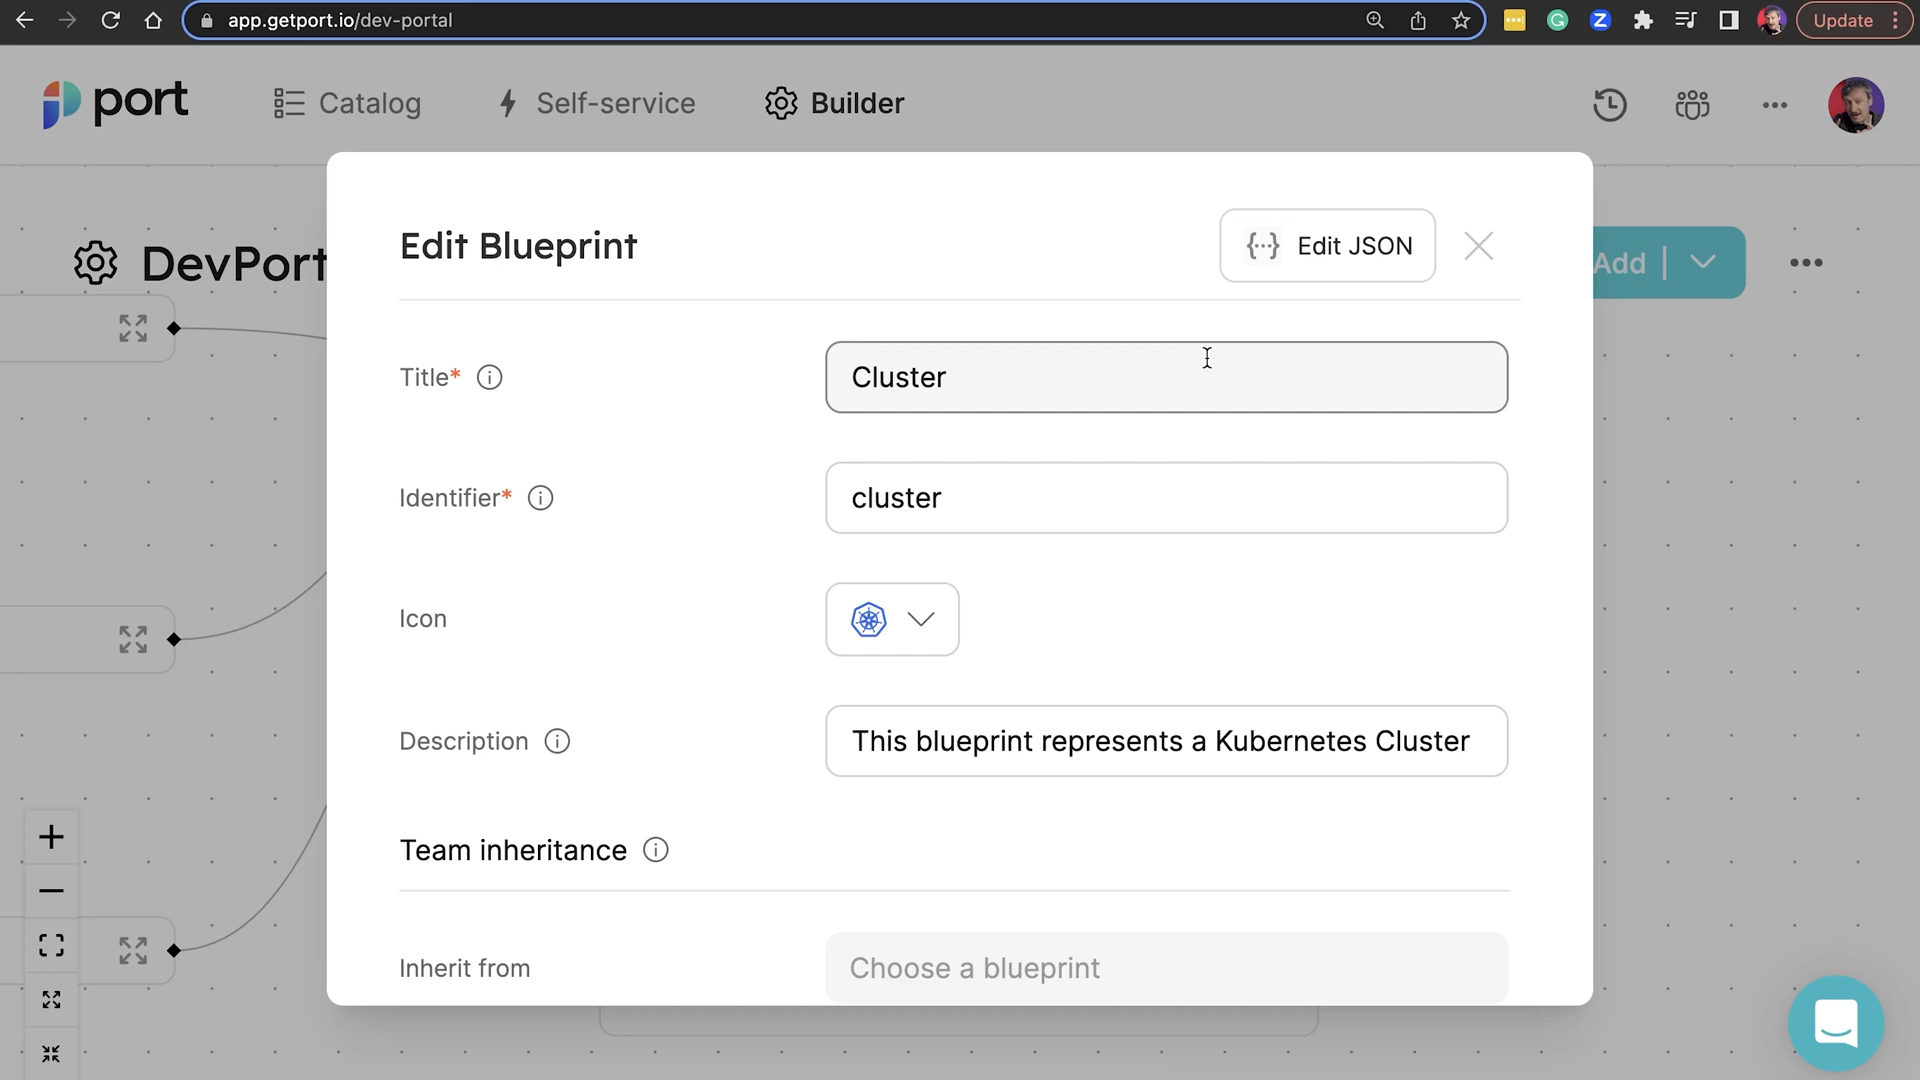 app.getport.io/dev-portal
Update
port
Catalog
Self-service
Builder
DevPort
Edit Blueprint
{···} Edit JSON
Add
Title*
Cluster
Identifier*
cluster
Icon
Description
This blueprint represents a Kubernetes Cluster
Team inheritance
Inherit from
Choose a blueprint